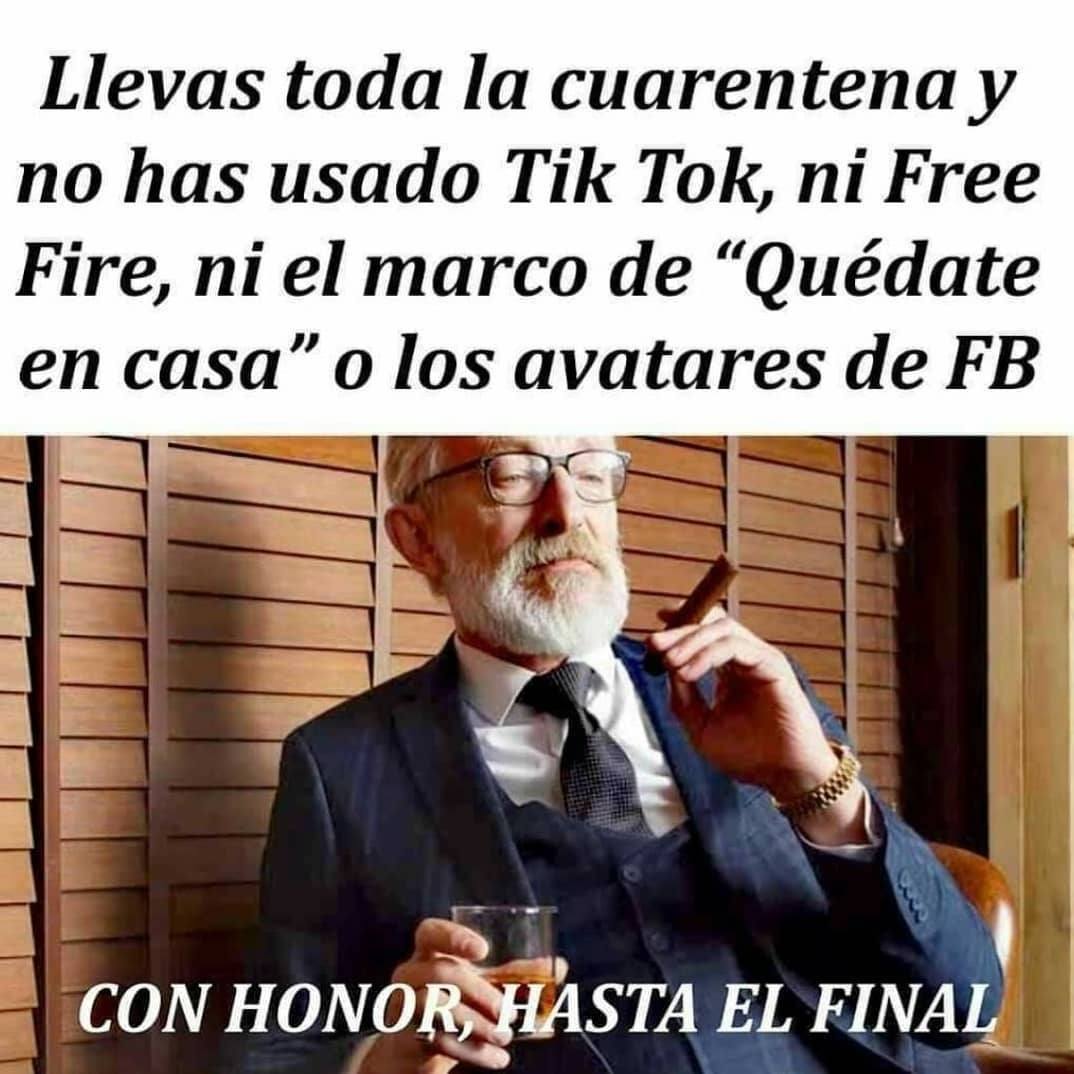 Llevas toda la cuarentena y
no has usado Tik Tok, ni Free
Fire, ni el marco de “Quédate
en casa” o los avatares de FB
CON HONOR, HASTA EL FINAL